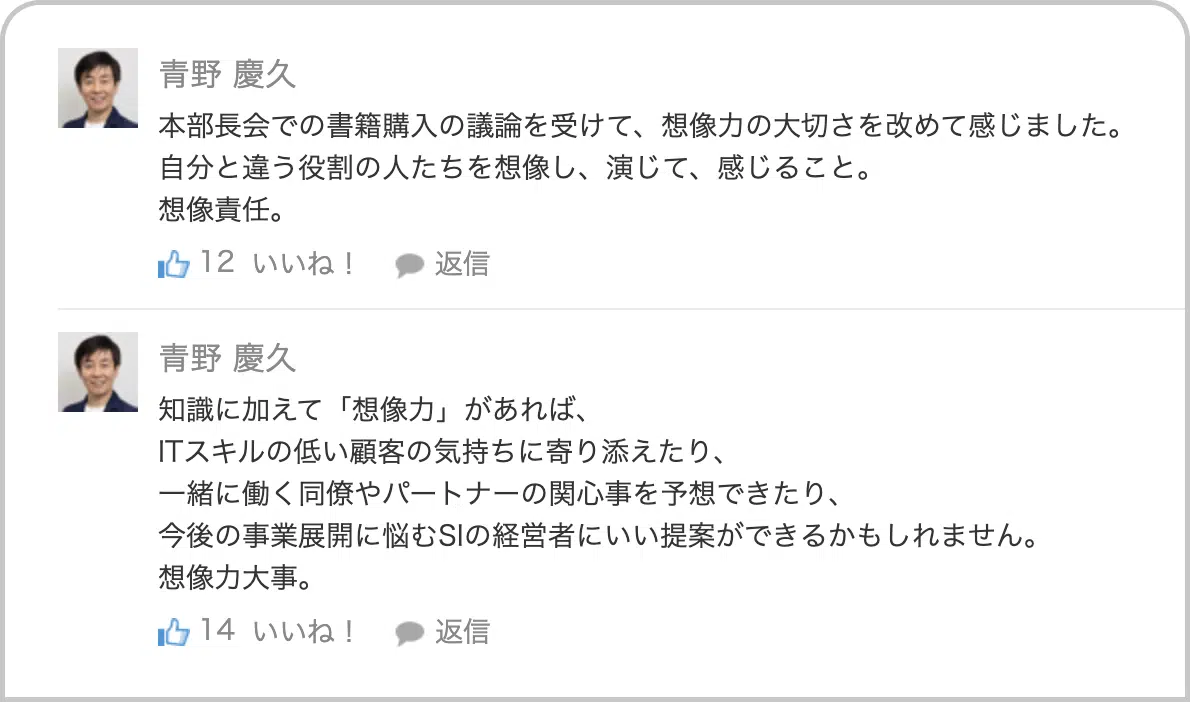 青野 慶久
本部長会での書籍購入の議論を受けて、想像力の大切さを改めて感じました。
自分と違う役割の人たちを想像し、演じて、感じること。
想像責任。
12 いいね！ 返信
青野 慶久
知識に加えて「想像力」があれば、
ITスキルの低い顧客の気持ちに寄り添えたり、
一緒に働く同僚やパートナーの関心事を予想できたり、
今後の事業展開に悩むSIの経営者にいい提案ができるかもしれません。
想像力大事。
14 いいね！ 返信